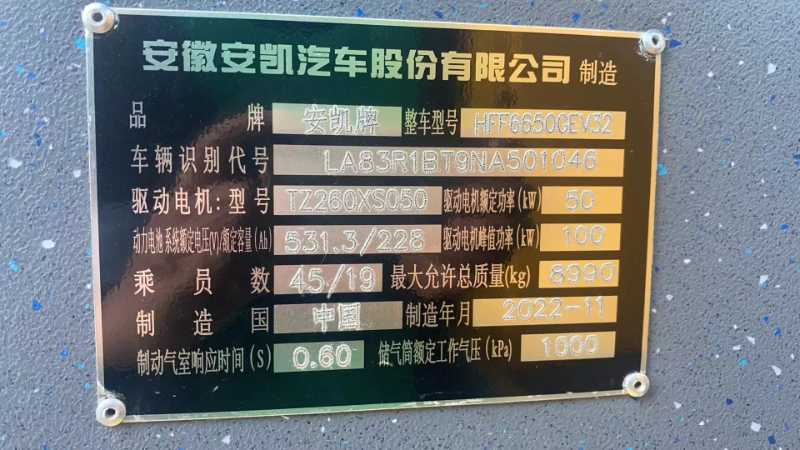 安徽安凯汽车股份有限公司 制造
品牌 安凯牌 整车型号 HFF6650GEV32
车辆识别代号 LA83R1BT9NA501046
驱动电机:型号 TZ260XS050 驱动电机额定功率(kW) 50
动力电池系统额定电压(V)/额定容量(Ah) 531.3/228 驱动电机峰值功率(kW) 100
乘员数 45/19 最大允许总质量(kg) 8990
制造国 中国 制造年月 2022-11
制动气室响应时间(S) 0.60 储气筒额定工作气压(kPa) 1000